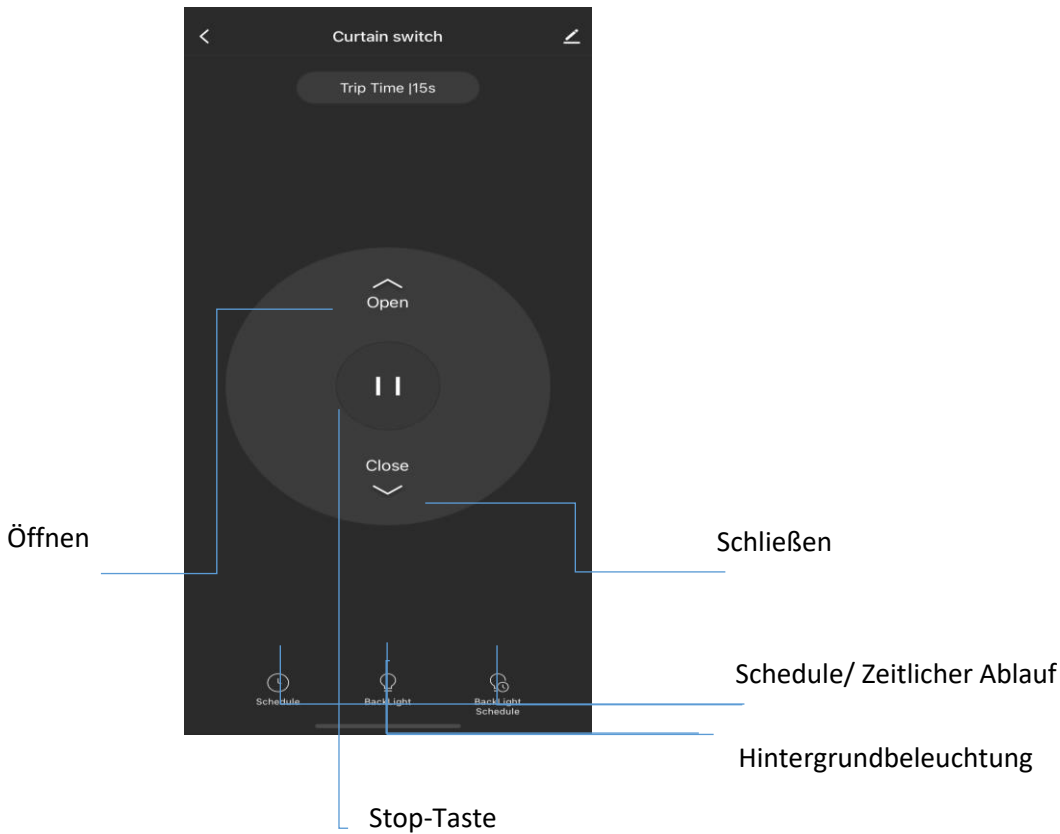 Curtain switch
Trip Time |15s
Open
Close
Öffnen
Schließen
Schedule
BackLight
BackLight
Schedule
Schedule/ Zeitlicher Ablauf
Hintergrundbeleuchtung
Stop-Taste